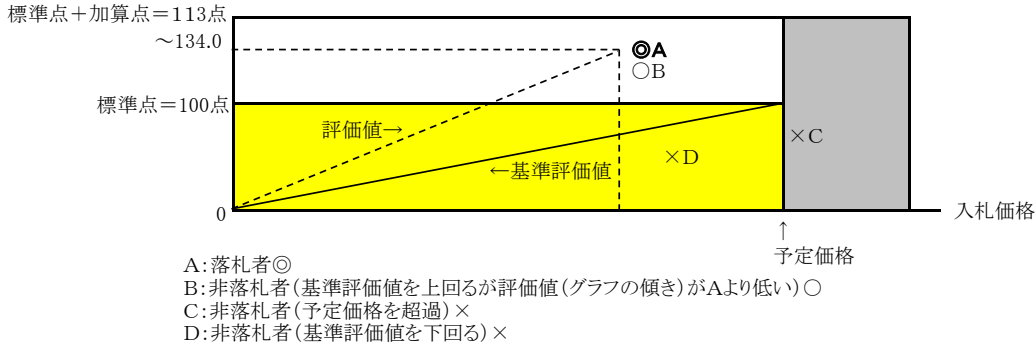 標準点＋加算点＝113点
～134.0
◎A
○B
標準点＝100点
評価値→
×C
×D
←基準評価値
0
入札価格
↑
予定価格
A:落札者◎
B:非落札者(基準評価値を上回るが評価値(グラフの傾き)がAより低い)○
C:非落札者(予定価格を超過)×
D:非落札者(基準評価値を下回る)×